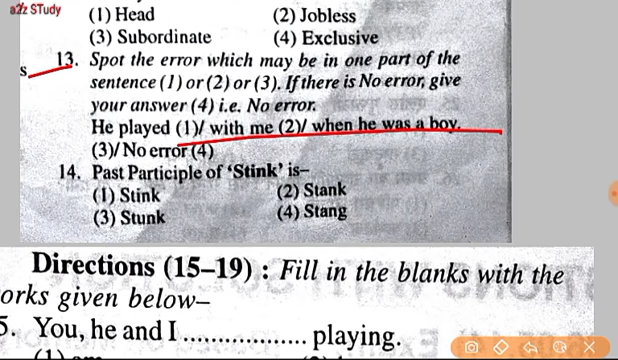 a2z STudy
(1) Head (2) Jobless
(3) Subordinate (4) Exclusive
13. Spot the error which may be in one part of the
sentence (1) or (2) or (3). If there is No error, give
your answer (4) i.e. No error.
He played (1)/ with me (2)/ when he was a boy.
(3)/ No error (4)
14. Past Participle of ‘Stink’ is–
(1) Stink (2) Stank
(3) Stunk (4) Stang
Directions (15–19) : Fill in the blanks with the
orks given below–
5. You, he and I .................. playing.